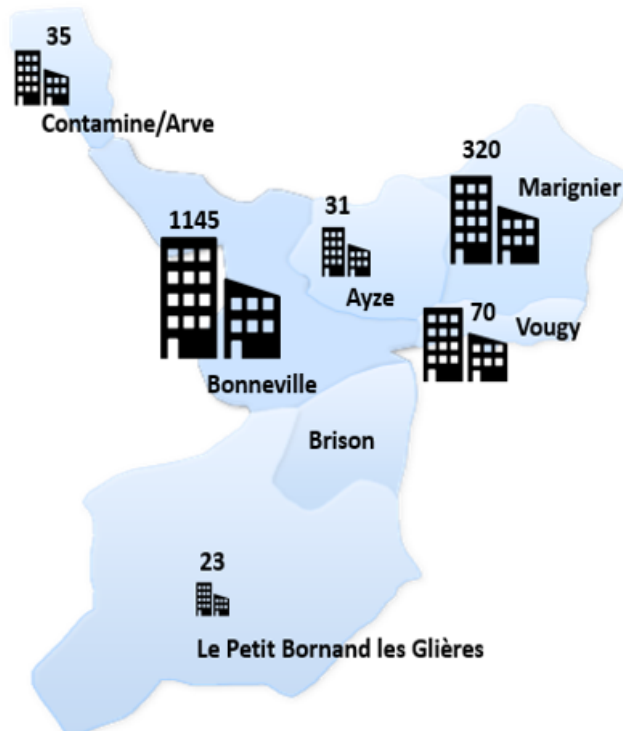 35
Contamine/Arve
320
Marignier
31
1145
Ayze
70
Vougy
Bonneville
Brison
23
Le Petit Bornand les Glières